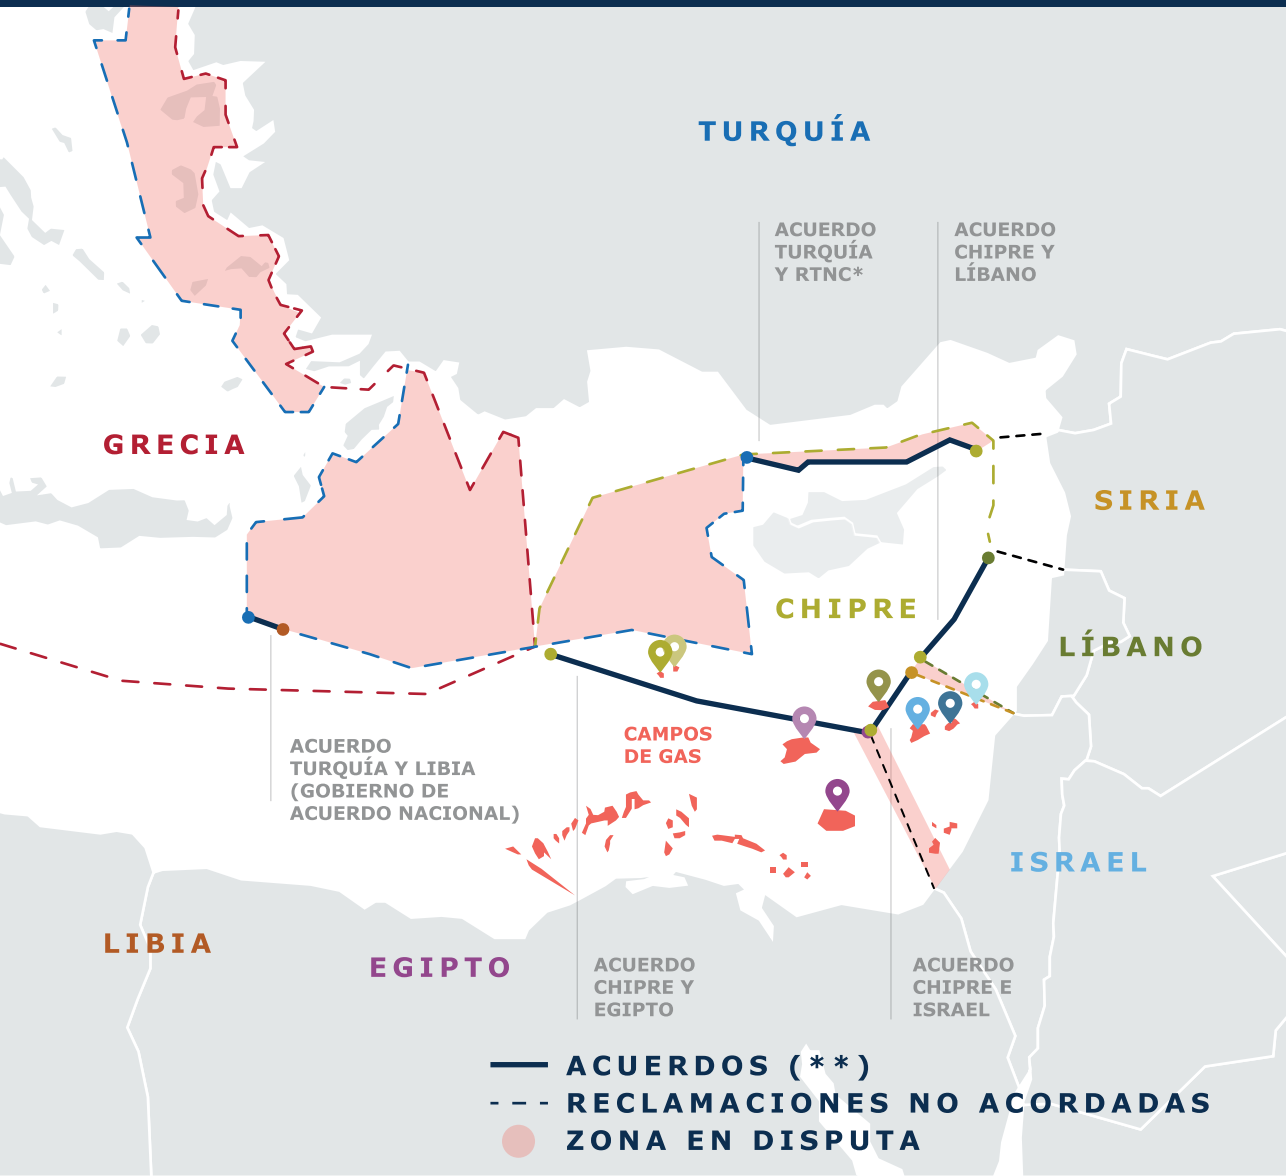 TURQUÍA
ACUERDO
TURQUÍA
Y RTNC*
ACUERDO
CHIPRE Y
LÍBANO
GRECIA
SIRIA
CHIPRE
LÍBANO
CAMPOS
DE GAS
ACUERDO
TURQUÍA Y LIBIA
(GOBIERNO DE
ACUERDO NACIONAL)
ISRAEL
LIBIA
EGIPTO
ACUERDO
CHIPRE Y
EGIPTO
ACUERDO
CHIPRE E
ISRAEL
ACUERDOS (**)
RECLAMACIONES NO ACORDADAS
ZONA EN DISPUTA